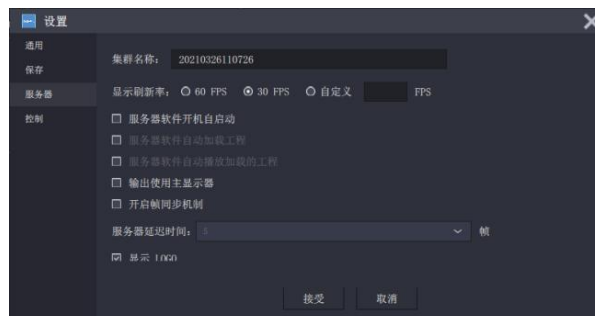 设置
通用
保存
服务器
控制
集群名称： 20210326110726
显示刷新率： 60 FPS 30 FPS 自定义 FPS
服务器软件开机自启动
服务器软件自动加载工程
服务器软件自动播放加载的工程
输出使用主显示器
开启帧同步机制
服务器延迟时间： 5 帧
显示 LOGO
接受 取消